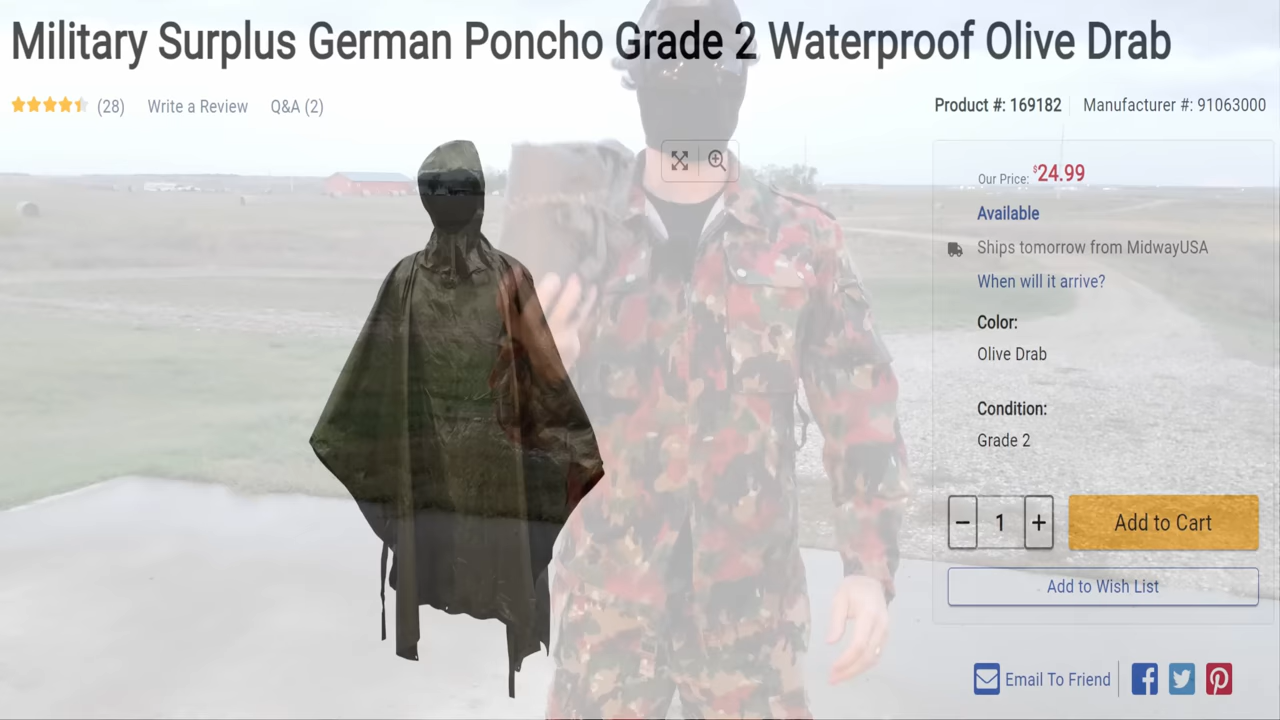 Military Surplus German Poncho Grade 2 Waterproof Olive Drab
(28) Write a Review Q&A (2)
Product #: 169182 Manufacturer #: 91063000
Our Price: $24.99
Available
Ships tomorrow from MidwayUSA
When will it arrive?
Color:
Olive Drab
Condition:
Grade 2
− 1 + Add to Cart
Add to Wish List
Email To Friend